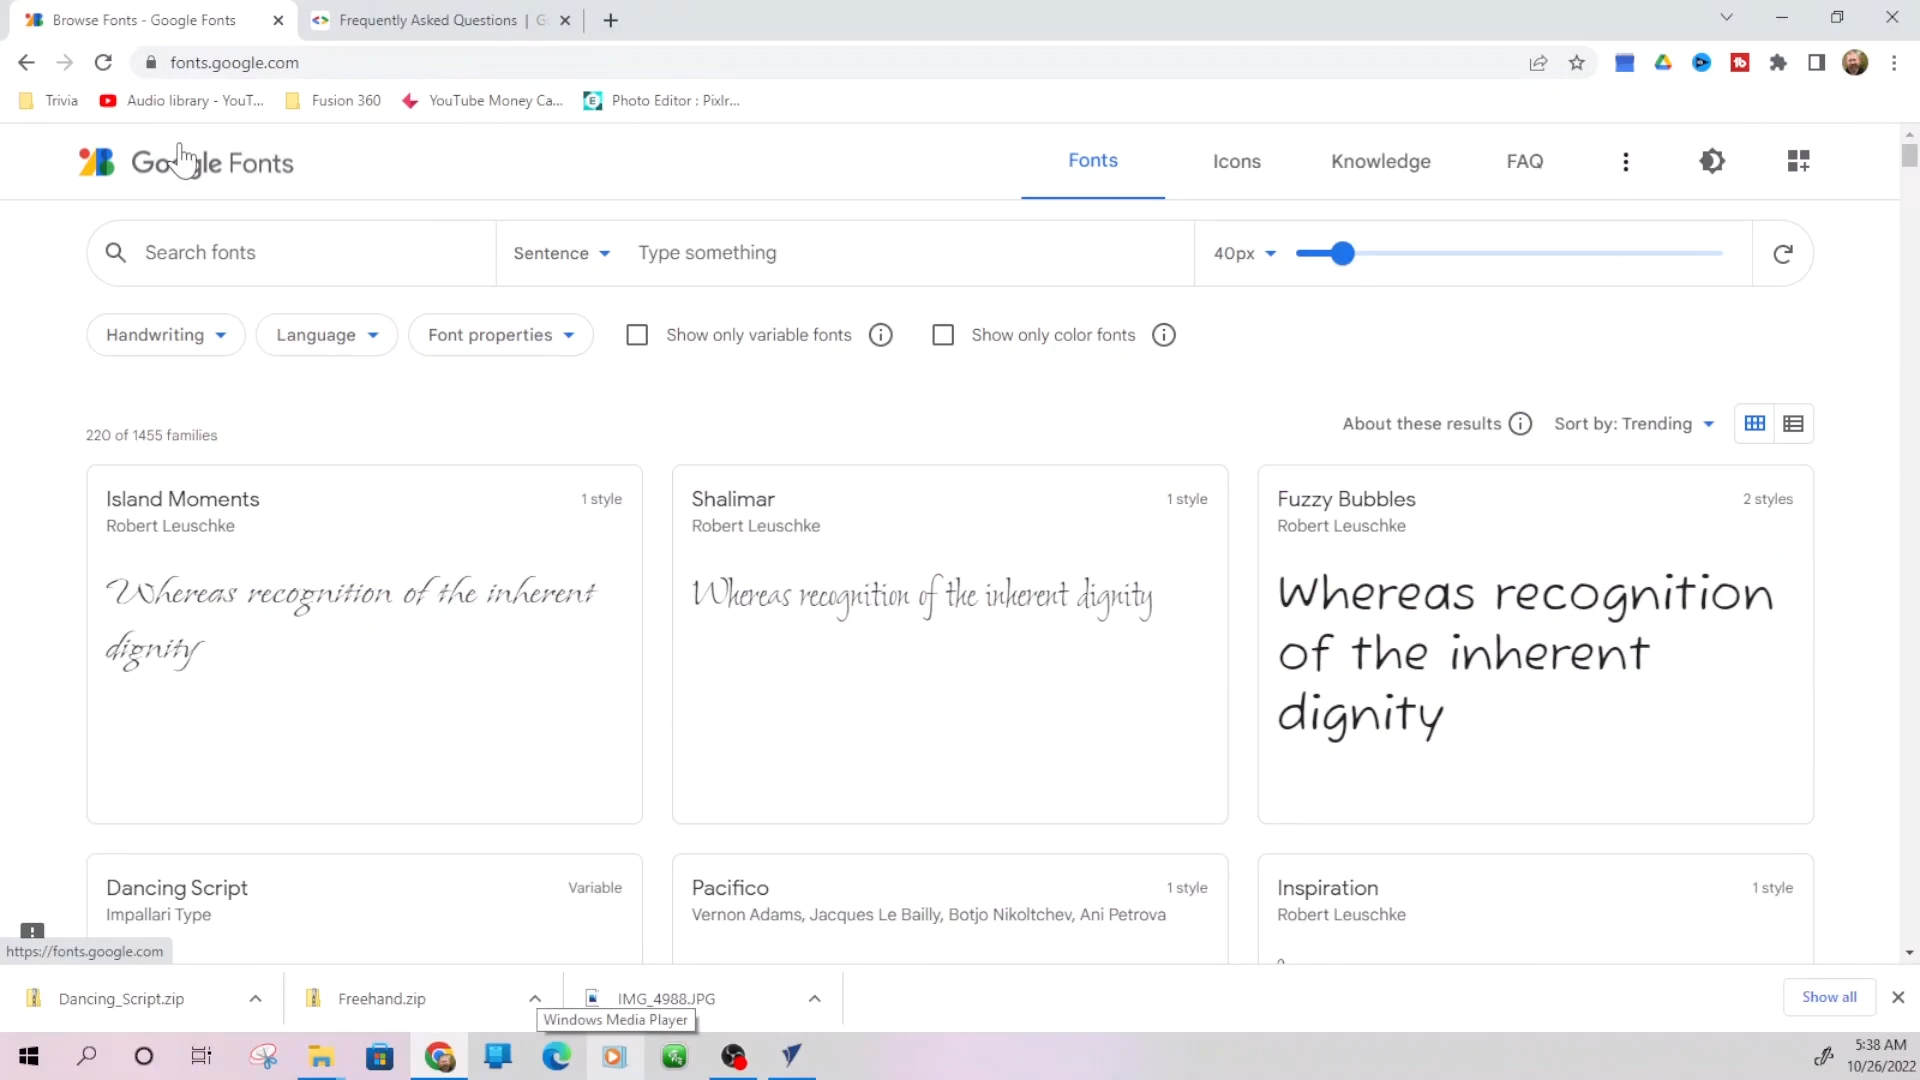 Browse Fonts - Google Fonts
Frequently Asked Questions | G
fonts.google.com
Trivia
Audio library - YouT...
Fusion 360
YouTube Money Ca...
Photo Editor : Pixlr...
Google Fonts
Fonts
Icons
Knowledge
FAQ
Search fonts
Sentence
Type something
40px
Handwriting
Language
Font properties
Show only variable fonts
Show only color fonts
220 of 1455 families
About these results
Sort by: Trending
Island Moments
1 style
Robert Leuschke
Whereas recognition of the inherent
dignity
Shalimar
1 style
Robert Leuschke
Whereas recognition of the inherent dignity
Fuzzy Bubbles
2 styles
Robert Leuschke
Whereas recognition
of the inherent
dignity
Dancing Script
Variable
Impallari Type
Pacifico
1 style
Vernon Adams, Jacques Le Bailly, Botjo Nikoltchev, Ani Petrova
Inspiration
1 style
Robert Leuschke
https://fonts.google.com
Dancing_Script.zip
Freehand.zip
IMG_4988.JPG
Show all
Windows Media Player
5:38 AM
10/26/2022